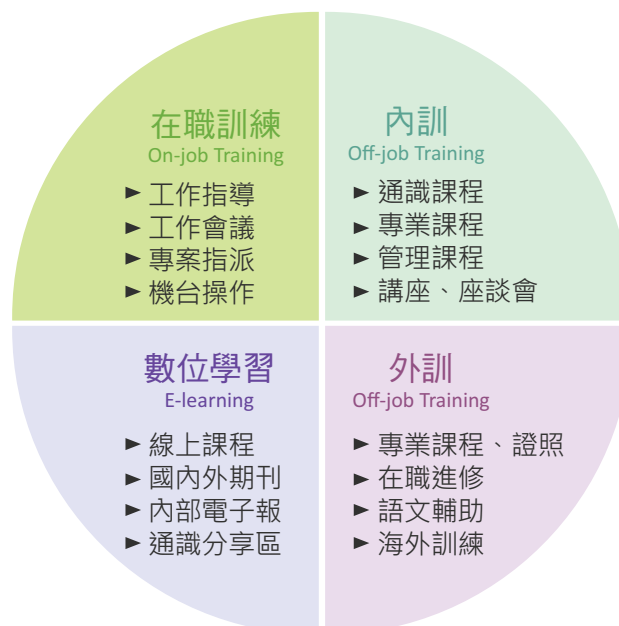 在職訓練
On-job Training
► 工作指導
► 工作會議
► 專案指派
► 機台操作
內訓
Off-job Training
► 通識課程
► 專業課程
► 管理課程
► 講座、座談會
數位學習
E-learning
► 線上課程
► 國內外期刊
► 內部電子報
► 通識分享區
外訓
Off-job Training
► 專業課程、證照
► 在職進修
► 語文輔助
► 海外訓練